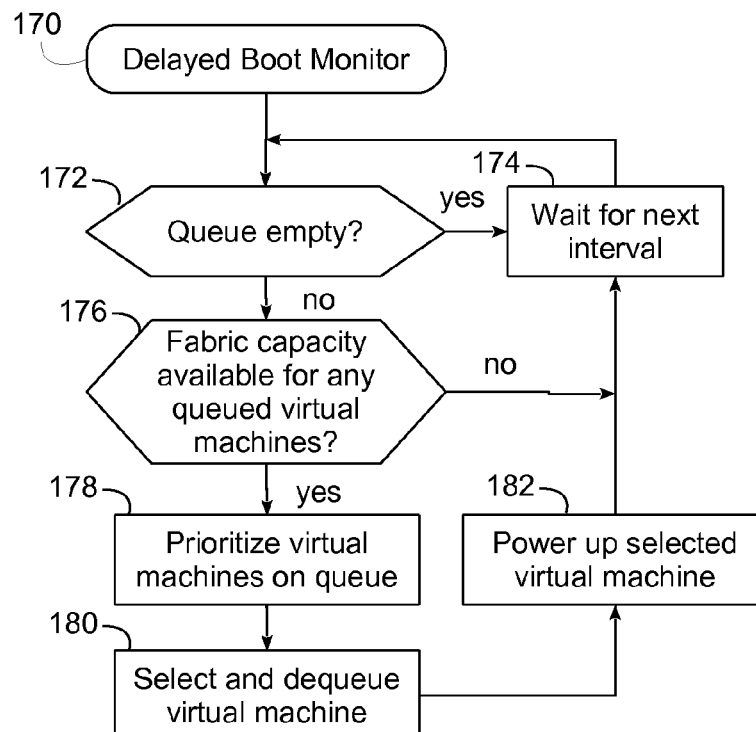 170
Delayed Boot Monitor
172
Queue empty?
yes
174
Wait for next
interval
no
176
Fabric capacity
available for any
queued virtual
machines?
no
yes
178
Prioritize virtual
machines on queue
182
Power up selected
virtual machine
180
Select and dequeue
virtual machine